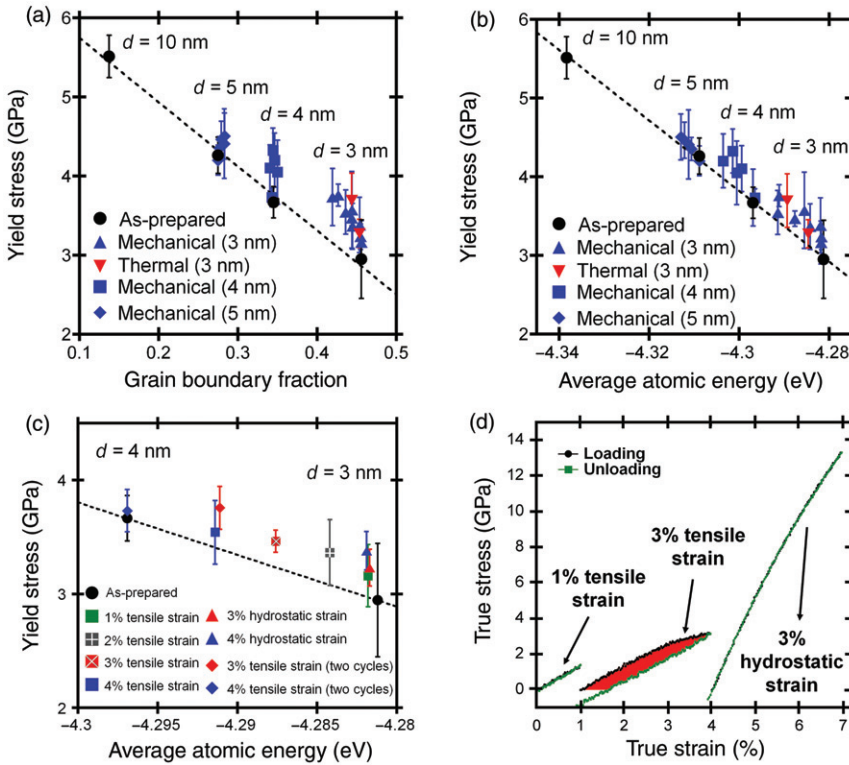 (a)
6
5
4
3
2
Yield stress (GPa)
d = 10 nm
d = 5 nm
d = 4 nm
d = 3 nm
As-prepared
Mechanical (3 nm)
Thermal (3 nm)
Mechanical (4 nm)
Mechanical (5 nm)
0.1 0.2 0.3 0.4 0.5
Grain boundary fraction
(b)
6
5
4
3
2
Yield stress (GPa)
d = 10 nm
d = 5 nm
d = 4 nm
d = 3 nm
As-prepared
Mechanical (3 nm)
Thermal (3 nm)
Mechanical (4 nm)
Mechanical (5 nm)
−4.34 −4.32 −4.3 −4.28
Average atomic energy (eV)
(c)
4
3
2
Yield stress (GPa)
d = 4 nm
d = 3 nm
As-prepared
1% tensile strain
2% tensile strain
3% tensile strain
4% tensile strain
3% hydrostatic strain
4% hydrostatic strain
3% tensile strain (two cycles)
4% tensile strain (two cycles)
−4.3 −4.295 −4.29 −4.285 −4.28
Average atomic energy (eV)
(d)
14
12
10
8
6
4
2
0
True stress (GPa)
Loading
Unloading
1% tensile
strain
3% tensile
strain
3%
hydrostatic
strain
0 1 2 3 4 5 6 7
True strain (%)